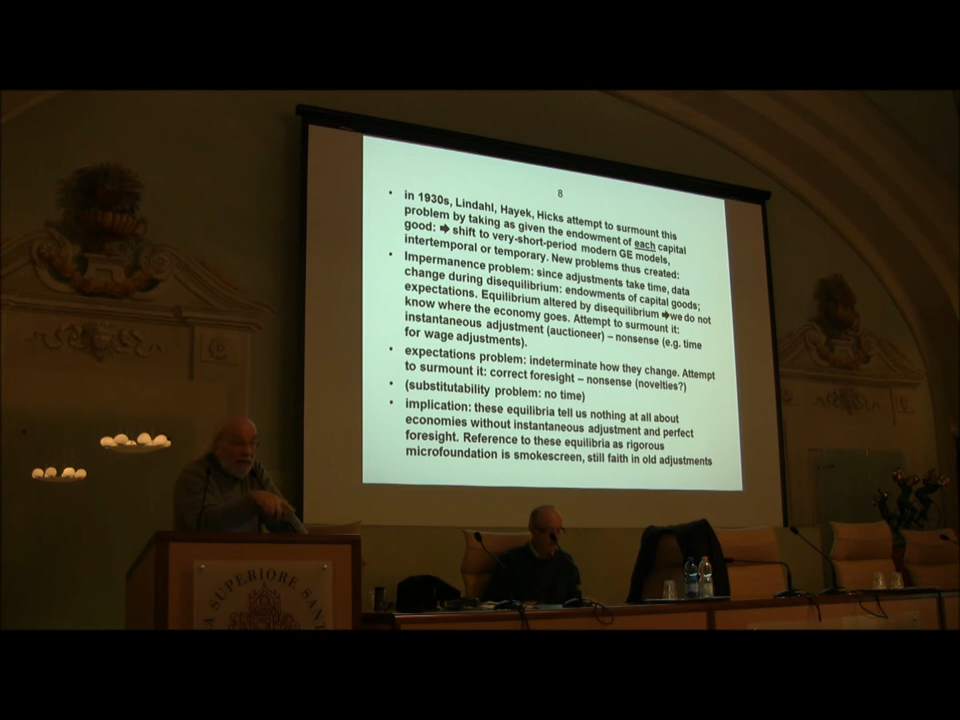 8
• in 1930s, Lindahl, Hayek, Hicks attempt to surmount this
problem by taking as given the endowment of each capital
good: ➡ shift to very-short-period modern GE models,
intertemporal or temporary. New problems thus created:
• Impermanence problem: since adjustments take time, data
change during disequilibrium: endowments of capital goods;
expectations. Equilibrium altered by disequilibrium ➡we do not
know where the economy goes. Attempt to surmount it:
instantaneous adjustment (auctioneer) – nonsense (e.g. time
for wage adjustments).
• expectations problem: indeterminate how they change. Attempt
to surmount it: correct foresight – nonsense (novelties?)
• (substitutability problem: no time)
• implication: these equilibria tell us nothing at all about
economies without instantaneous adjustment and perfect
foresight. Reference to these equilibria as rigorous
microfoundation is smokescreen, still faith in old adjustments
A SUPERIORE SANT